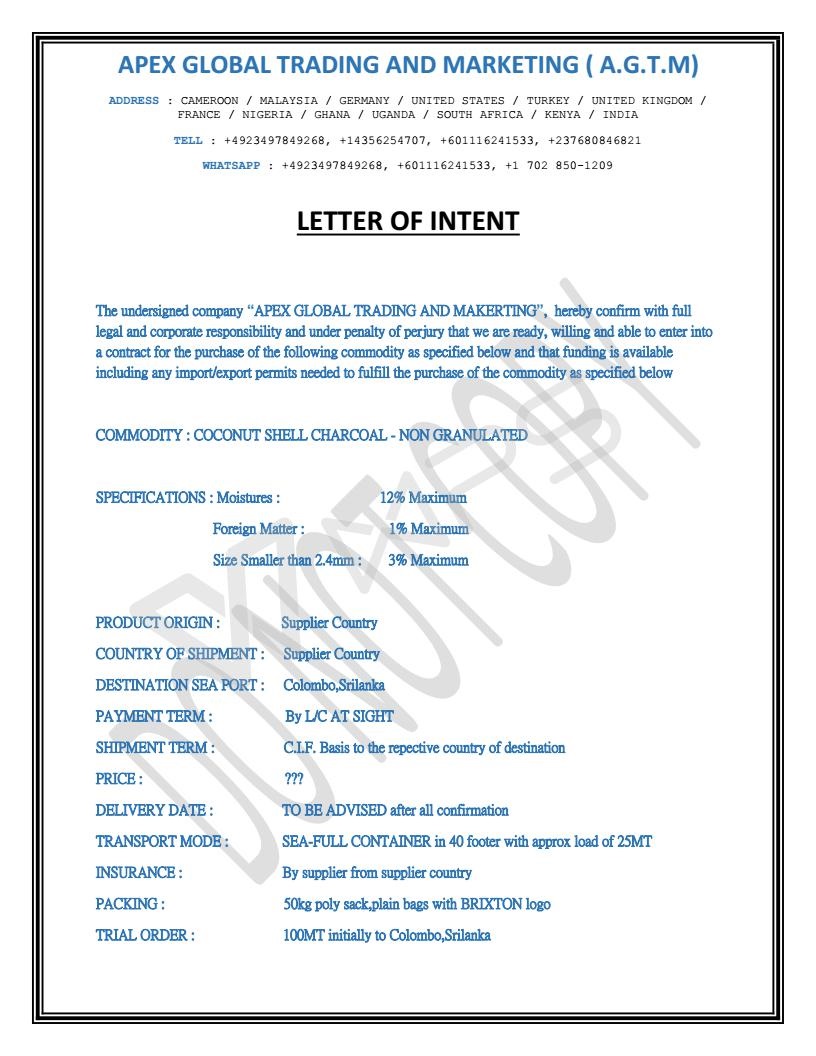 APEX GLOBAL TRADING AND MARKETING ( A.G.T.M)
ADDRESS : CAMEROON / MALAYSIA / GERMANY / UNITED STATES / TURKEY / UNITED KINGDOM /
FRANCE / NIGERIA / GHANA / UGANDA / SOUTH AFRICA / KENYA / INDIA
TELL : +4923497849268, +14356254707, +601116241533, +237680846821
WHATSAPP : +4923497849268, +601116241533, +1 702 850-1209
LETTER OF INTENT
The undersigned company “APEX GLOBAL TRADING AND MAKERTING”, hereby confirm with full
legal and corporate responsibility and under penalty of perjury that we are ready, willing and able to enter into
a contract for the purchase of the following commodity as specified below and that funding is available
including any import/export permits needed to fulfill the purchase of the commodity as specified below
COMMODITY : COCONUT SHELL CHARCOAL - NON GRANULATED
SPECIFICATIONS : Moistures : 12% Maximum
Foreign Matter : 1% Maximum
Size Smaller than 2.4mm : 3% Maximum
PRODUCT ORIGIN : Supplier Country
COUNTRY OF SHIPMENT : Supplier Country
DESTINATION SEA PORT : Colombo,Srilanka
PAYMENT TERM : By L/C AT SIGHT
SHIPMENT TERM : C.I.F. Basis to the repective country of destination
PRICE : ???
DELIVERY DATE : TO BE ADVISED after all confirmation
TRANSPORT MODE : SEA-FULL CONTAINER in 40 footer with approx load of 25MT
INSURANCE : By supplier from supplier country
PACKING : 50kg poly sack,plain bags with BRIXTON logo
TRIAL ORDER : 100MT initially to Colombo,Srilanka
DO NOT COPY